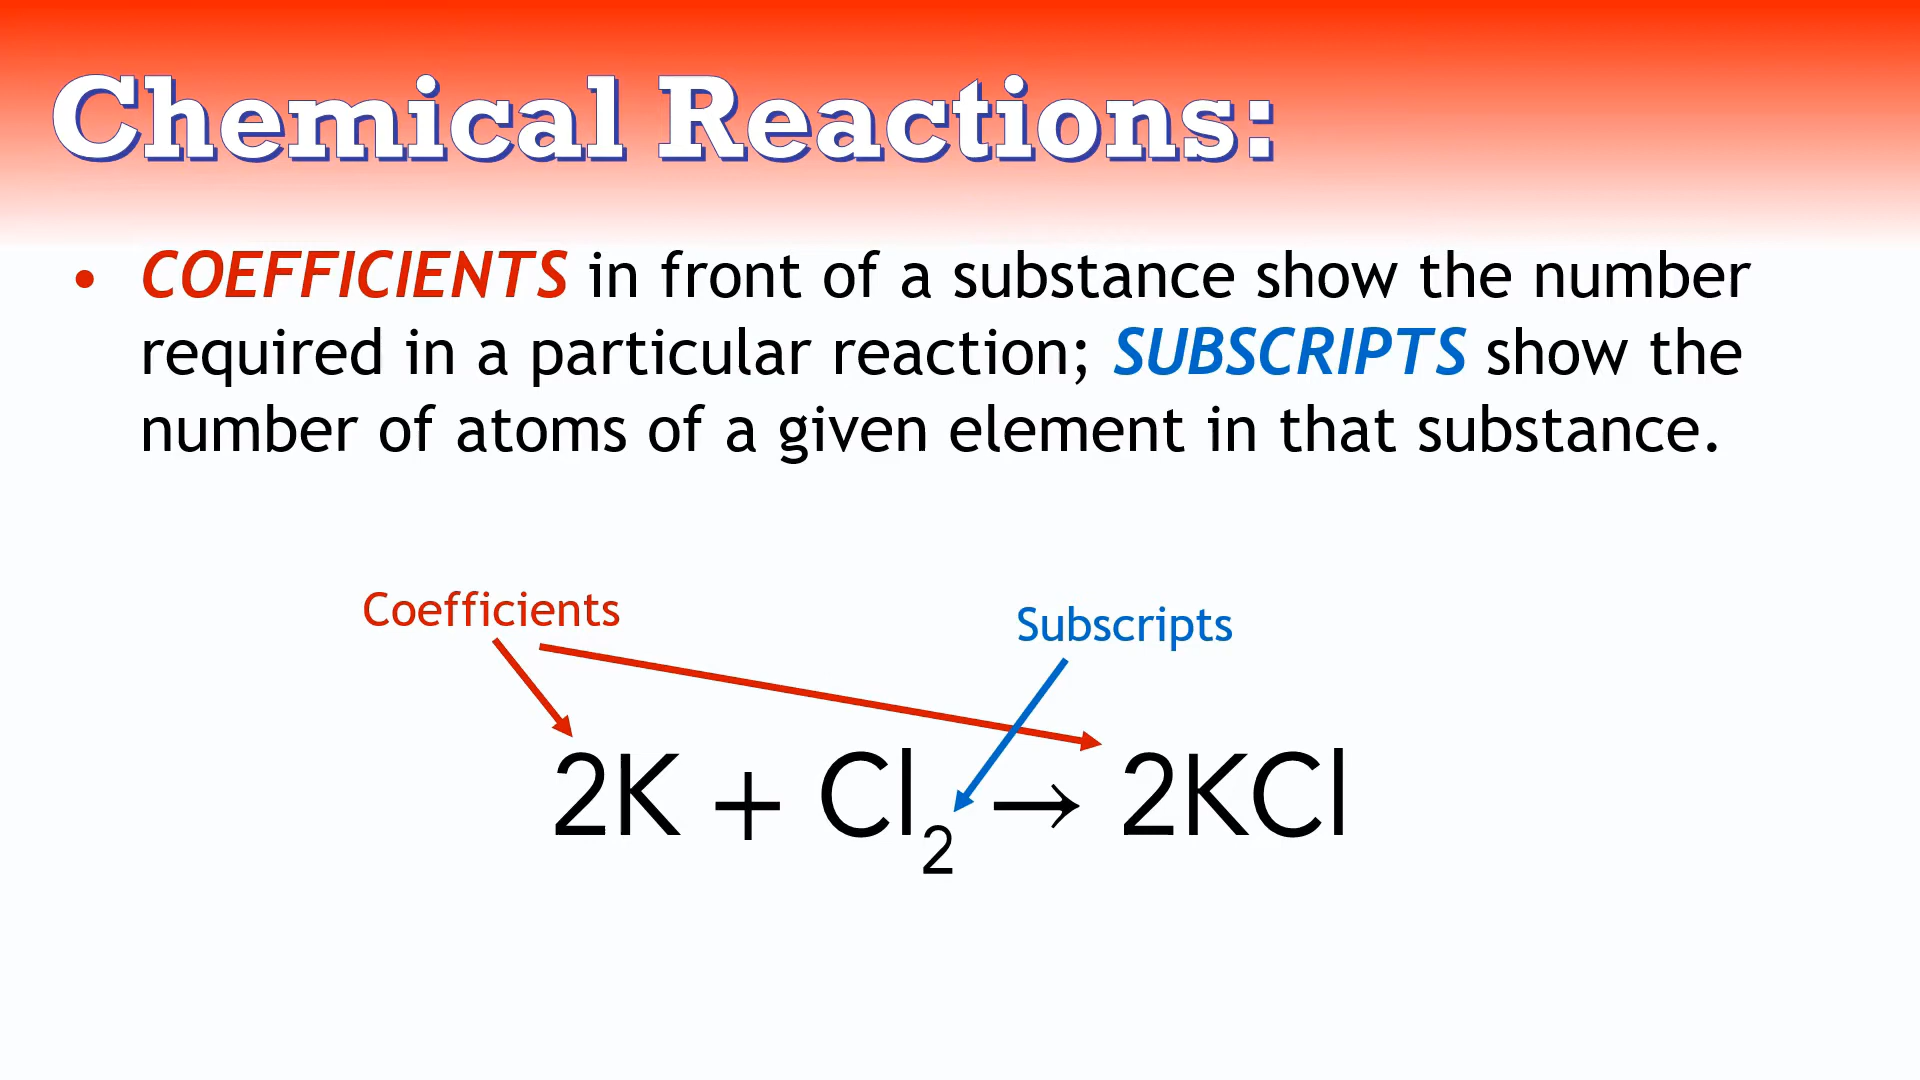 Chemical Reactions:
• COEFFICIENTS in front of a substance show the number
required in a particular reaction; SUBSCRIPTS show the
number of atoms of a given element in that substance.
Coefficients
Subscripts
2K + Cl₂ → 2KCl